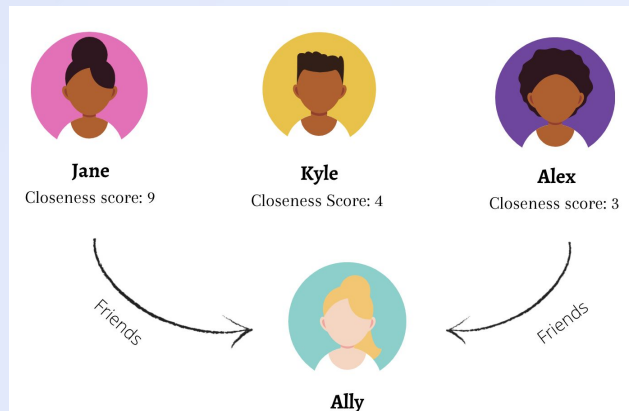 Jane
Kyle
Alex
Closeness score: 9
Closeness Score: 4
Closeness score: 3
Friends
Friends
Ally